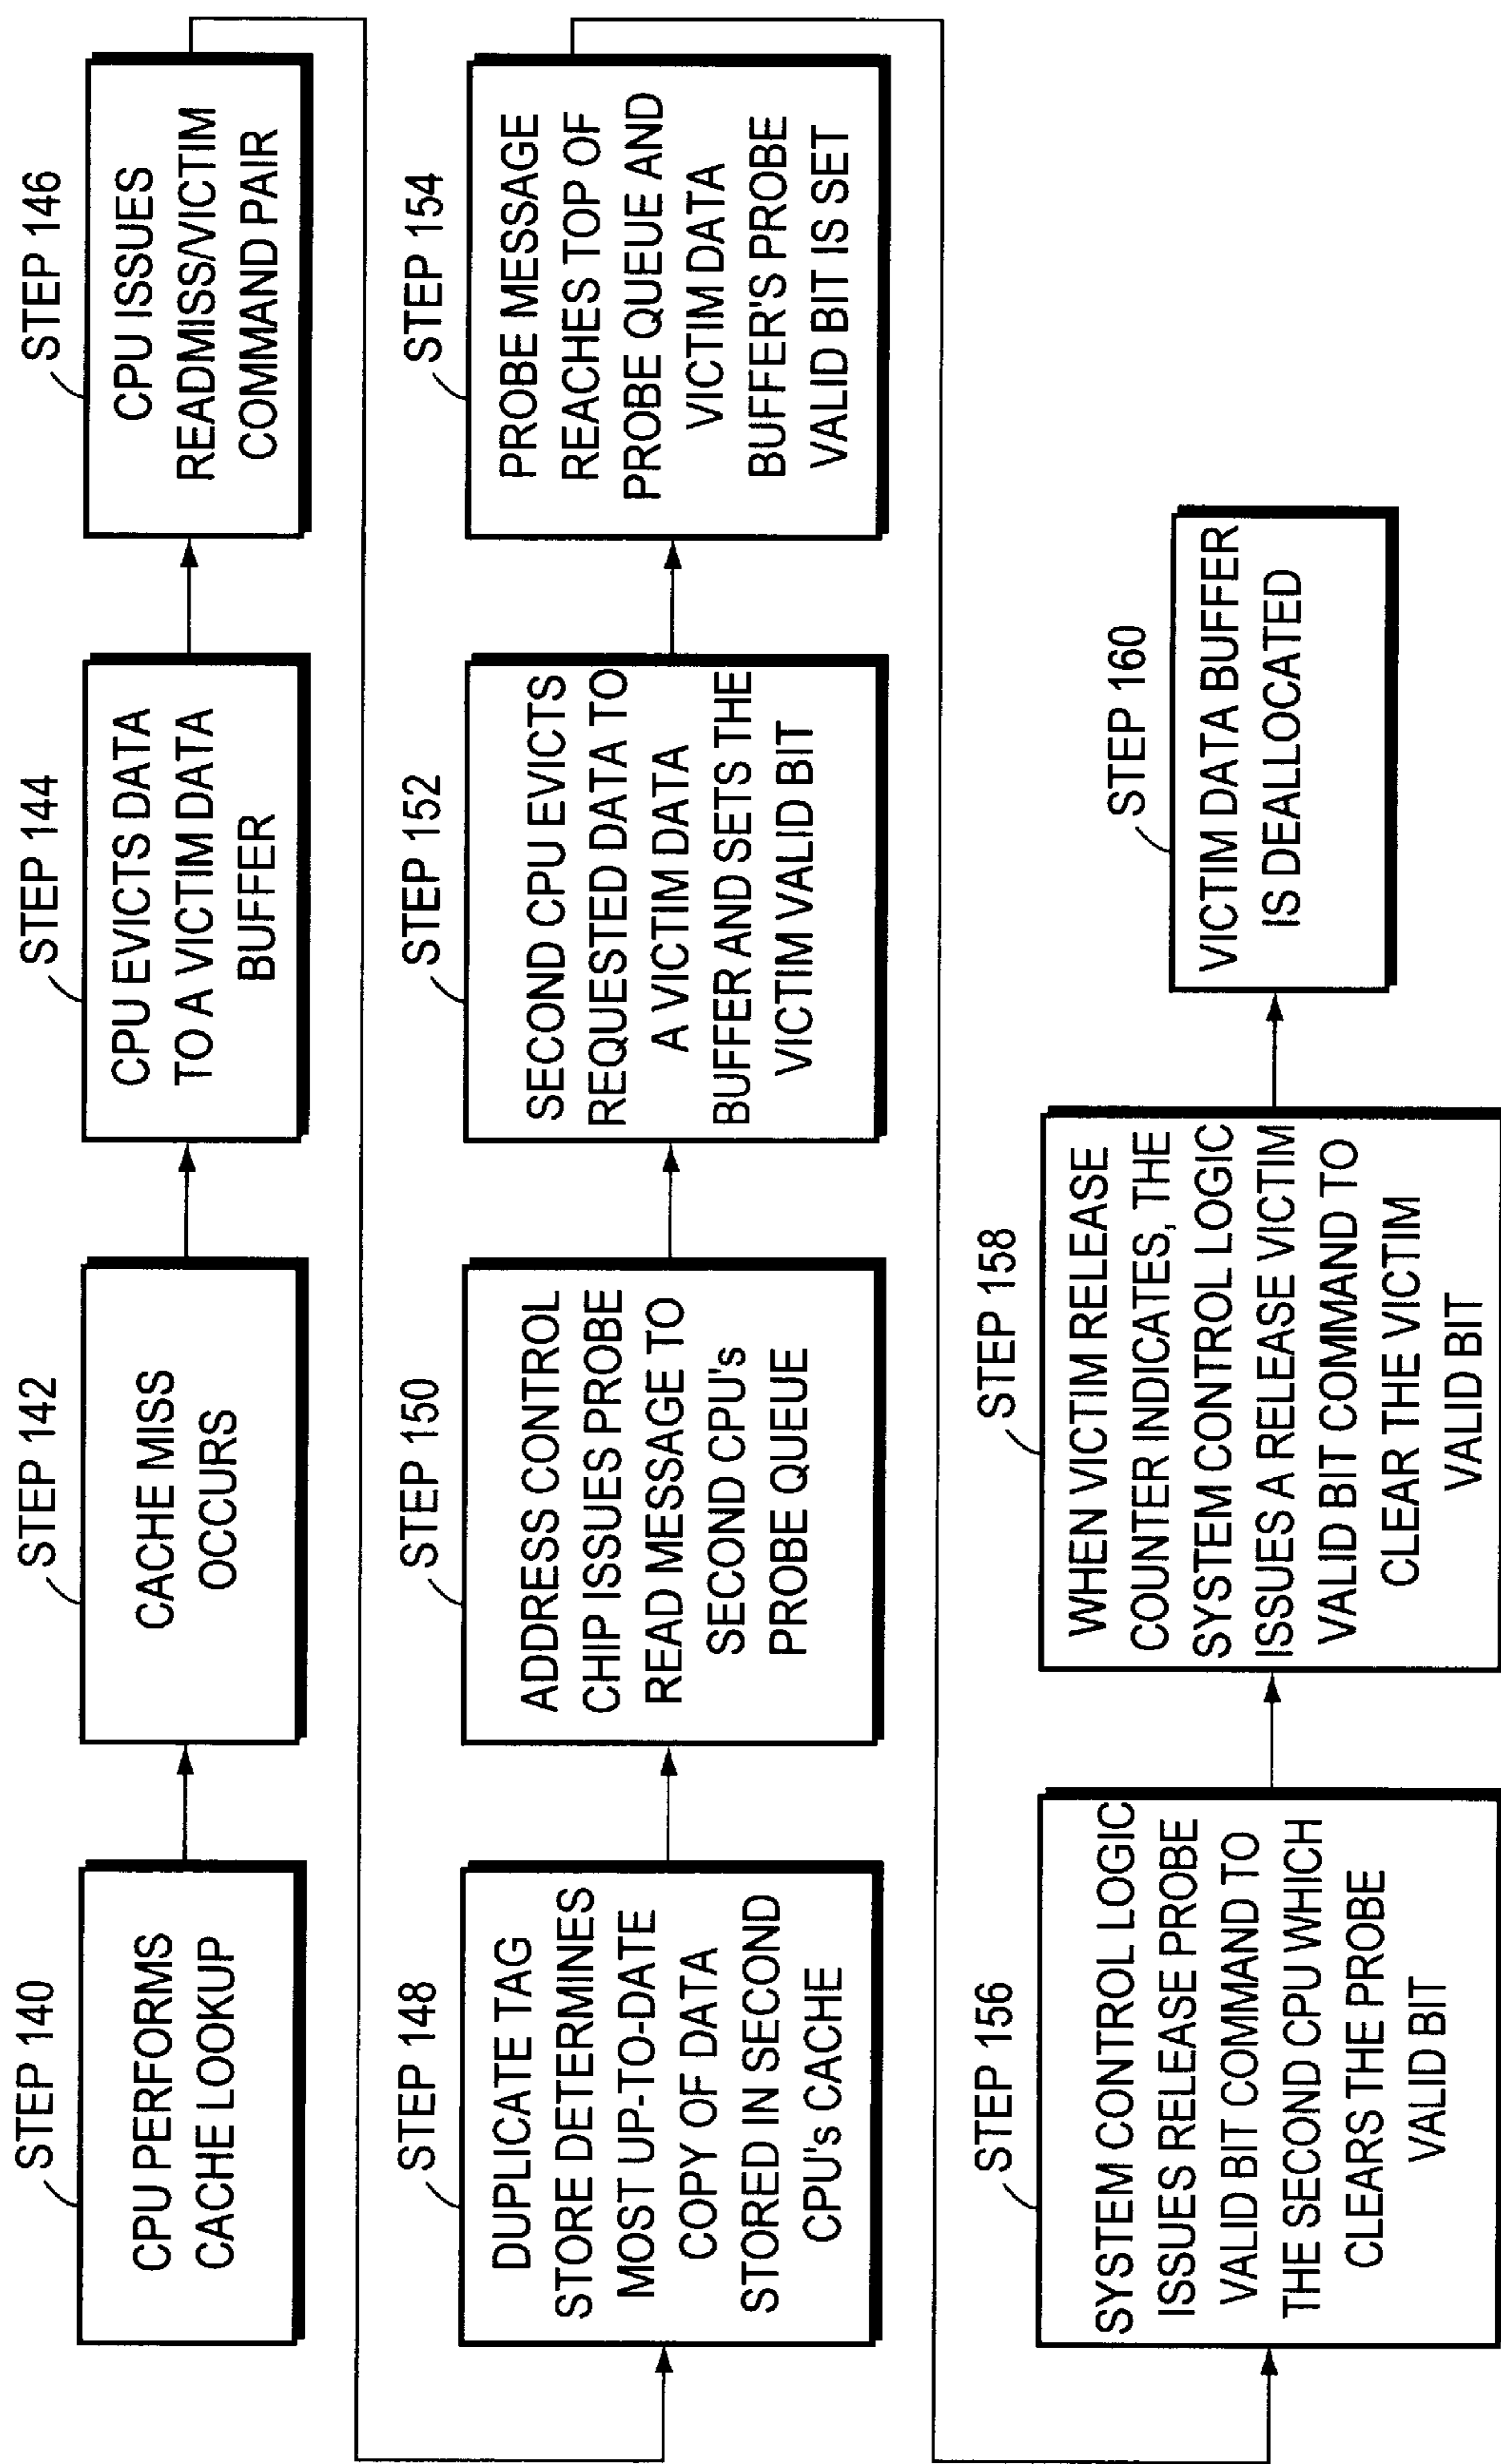 STEP 140
CPU PERFORMS
CACHE LOOKUP
STEP 142
CACHE MISS
OCCURS
STEP 144
CPU EVICTS DATA
TO A VICTIM DATA
BUFFER
STEP 146
CPU ISSUES
READMISS/VICTIM
COMMAND PAIR
STEP 148
DUPLICATE TAG
STORE DETERMINES
MOST UP-TO-DATE
COPY OF DATA
STORED IN SECOND
CPU's CACHE
STEP 150
ADDRESS CONTROL
CHIP ISSUES PROBE
READ MESSAGE TO
SECOND CPU's
PROBE QUEUE
STEP 152
SECOND CPU EVICTS
REQUESTED DATA TO
A VICTIM DATA
BUFFER AND SETS THE
VICTIM VALID BIT
STEP 154
PROBE MESSAGE
REACHES TOP OF
PROBE QUEUE AND
VICTIM DATA
BUFFER'S PROBE
VALID BIT IS SET
STEP 156
SYSTEM CONTROL LOGIC
ISSUES RELEASE PROBE
VALID BIT COMMAND TO
THE SECOND CPU WHICH
CLEARS THE PROBE
VALID BIT
STEP 158
WHEN VICTIM RELEASE
COUNTER INDICATES, THE
SYSTEM CONTROL LOGIC
ISSUES A RELEASE VICTIM
VALID BIT COMMAND TO
CLEAR THE VICTIM
VALID BIT
STEP 160
VICTIM DATA BUFFER
IS DEALLOCATED